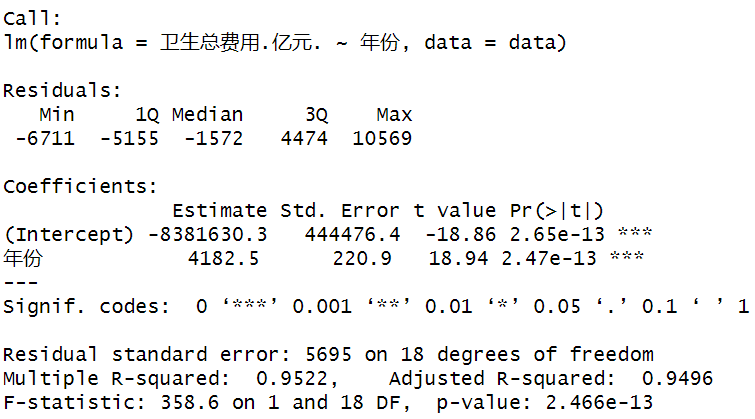 Call:
lm(formula = 卫生总费用.亿元. ~ 年份, data = data)
Residuals:
Min 1Q Median 3Q Max
-6711 -5155 -1572 4474 10569
Coefficients:
Estimate Std. Error t value Pr(>|t|)
(Intercept) -8381630.3 444476.4 -18.86 2.65e-13 ***
年份 4182.5 220.9 18.94 2.47e-13 ***
---
Signif. codes: 0 ‘***’ 0.001 ‘**’ 0.01 ‘*’ 0.05 ‘.’ 0.1 ‘ ’ 1
Residual standard error: 5695 on 18 degrees of freedom
Multiple R-squared: 0.9522, Adjusted R-squared: 0.9496
F-statistic: 358.6 on 1 and 18 DF, p-value: 2.466e-13